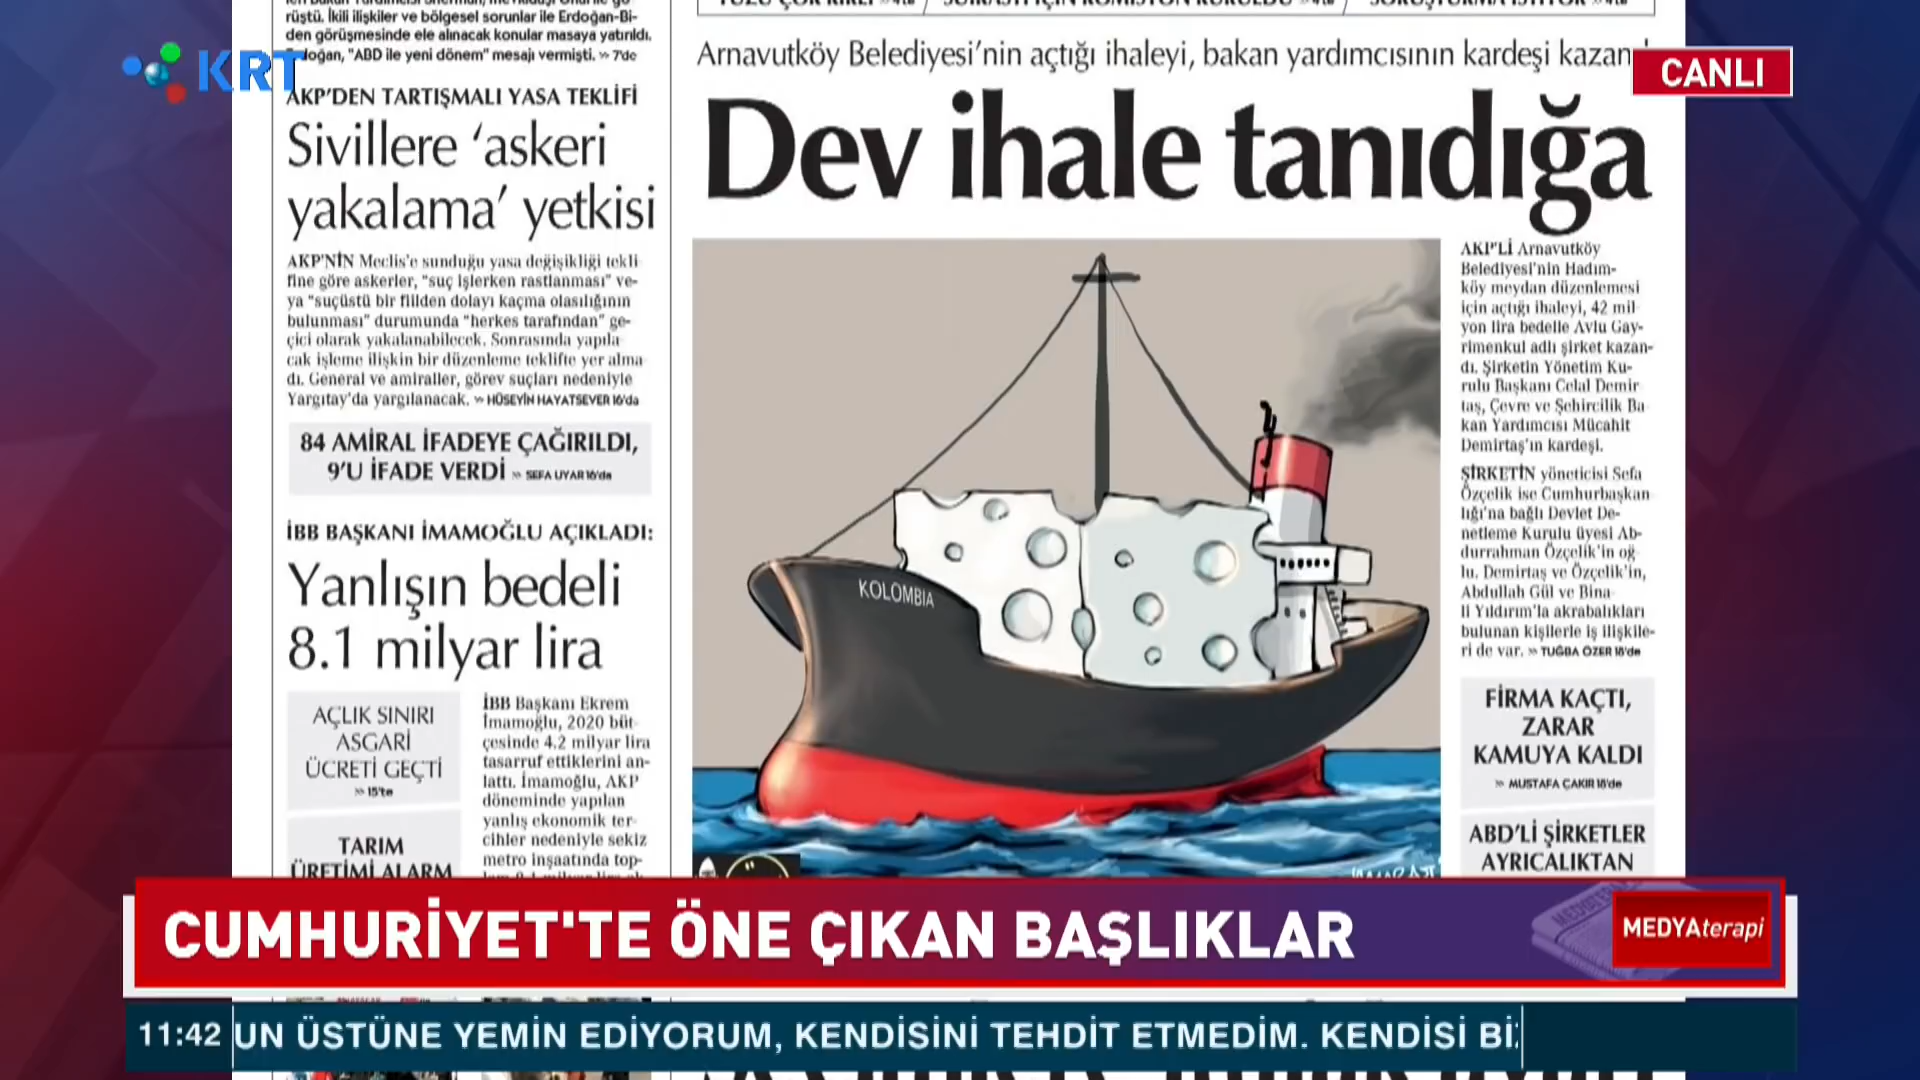 rüştü. İkili ilişkiler ve bölgesel sorunlar ile Erdoğan-Bi-
den görüşmesinde ele alınacak konular masaya yatırıldı.
Erdoğan, "ABD ile yeni dönem" mesajı vermişti. » 7'de
KRT
AKP'DEN TARTIŞMALI YASA TEKLİFİ
Sivillere ‘askeri
yakalama’ yetkisi
AKP'NİN Meclis'e sunduğu yasa değişikliği tekli
fine göre askerler, "suç işlerken rastlanması" ve-
ya "suçüstü bir fiilden dolayı kaçma olasılığının
bulunması" durumunda "herkes tarafından" ge-
çici olarak yakalanabilecek. Sonrasında yapıla
cak işleme ilişkin bir düzenleme teklifte yer alma
dı. General ve amiraller, görev suçları nedeniyle
Yargıtay'da yargılanacak. » HÜSEYİN HAYATSEVER 16'da
84 AMİRAL İFADEYE ÇAĞIRILDI,
9'U İFADE VERDİ » SEFA UYAR 16'da
İBB BAŞKANI İMAMOĞLU AÇIKLADI:
Yanlışın bedeli
8.1 milyar lira
AÇLIK SINIRI
ASGARİ
ÜCRETİ GEÇTİ
» 15'te
TARIM
ÜRETİMİ ALARM
İBB Başkanı Ekrem
İmamoğlu, 2020 büt
çesinde 4.2 milyar lira
tasarruf ettiklerini an-
lattı. İmamoğlu, AKP
döneminde yapılan
yanlış ekonomik ter-
cihler nedeniyle sekiz
metro inşaatında top-
Arnavutköy Belediyesi'nin açtığı ihaleyi, bakan yardımcısının kardeşi
CANLI
Dev ihale tanıdığa
KOLOMBIA
AKP'Lİ Arnavutköy
Belediyesi'nin Hadım-
köy meydan düzenlemesi
için açtığı ihaleyi, 42 mil
yon lira bedelle Avlu Gay-
rimenkul adlı şirket kazan-
dı. Şirketin Yönetim Ku-
rulu Başkanı Celal Demir
taş, Çevre ve Şehircilik Ba
kan Yardımcısı Mücahit
Demirtaş'ın kardeşi.
ŞİRKETİN yöneticisi Sefa
Özçelik ise Cumhurbaşkan
lığı'na bağlı Devlet De-
netleme Kurulu üyesi Ab-
durrahman Özçelik'in oğ
lu. Demirtaş ve Özçelik'in,
Abdullah Gül ve Bina
li Yıldırım'la akrabalıkları
bulunan kişilerle iş ilişkile-
ri de var. » TUĞBA ÖZER 18'de
FİRMA KAÇTI,
ZARAR
KAMUYA KALDI
» MUSTAFA ÇAKIR 18'de
ABD'Lİ ŞİRKETLER
AYRICALIKTAN
CUMHURİYET'TE ÖNE ÇIKAN BAŞLIKLAR
MEDYAterapi
11:42
UN ÜSTÜNE YEMİN EDİYORUM, KENDİSİNİ TEHDİT ETMEDİM. KENDİSİ